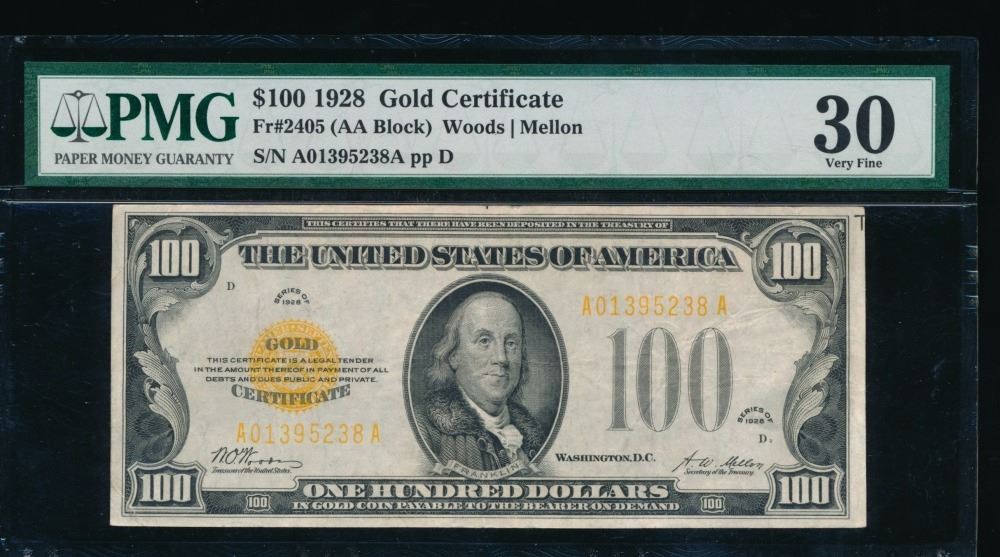 PMG
PAPER MONEY GUARANTY
$100 1928 Gold Certificate
Fr#2405 (AA Block) Woods | Mellon
S/N A01395238A pp D
30
Very Fine
THIS CERTIFIES THAT THERE HAVE BEEN DEPOSITED IN THE TREASURY OF
100
THE UNITED STATES OF AMERICA
100
D
SERIES OF
1928
A01395238A
GOLD
THIS CERTIFICATE IS A LEGAL TENDER
IN THE AMOUNT THEREOF IN PAYMENT OF ALL
DEBTS AND DUES PUBLIC AND PRIVATE.
CERTIFICATE
100
SERIES OF
1928
A01395238A
D
W.O. Woods
Treasurer of the United States.
FRANKLIN
WASHINGTON, D.C.
A. W. Mellon
Secretary of the Treasury.
100
ONE HUNDRED DOLLARS
100
100
IN GOLD COIN PAYABLE TO THE BEARER ON DEMAND
100